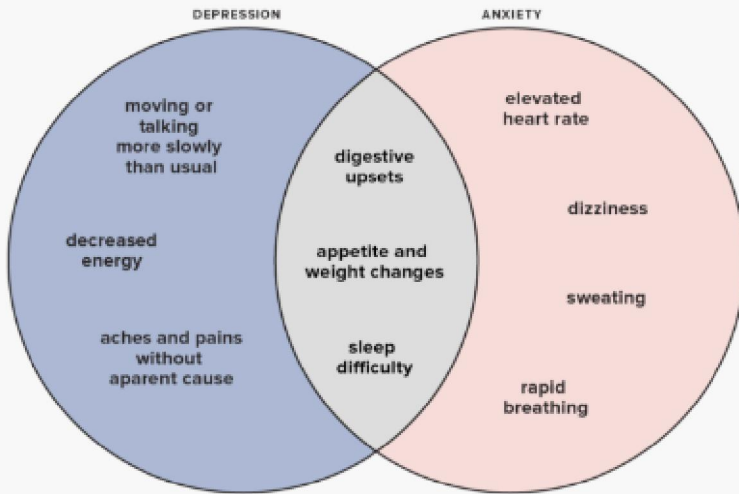 DEPRESSION
ANXIETY
moving or
talking
more slowly
than usual
decreased
energy
aches and pains
without
apparent cause
digestive
upsets
appetite and
weight changes
sleep
difficulty
elevated
heart rate
dizziness
sweating
rapid
breathing